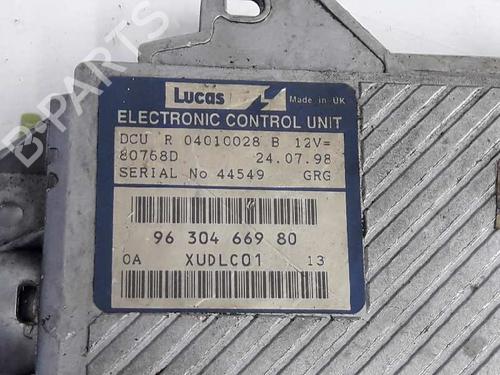 Lucas Made in UK
ELECTRONIC CONTROL UNIT
DCU R 04010028 B 12V=
80768D 24.07.98
SERIAL No 44549 GRG
96 304 669 80
0A XUDLC01 13